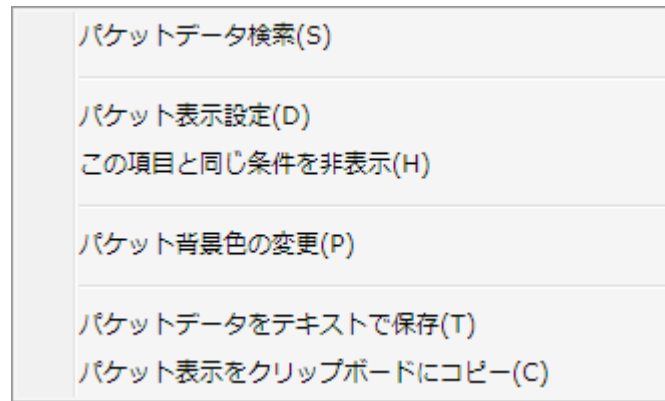 パケットデータ検索(S)
パケット表示設定(D)
この項目と同じ条件を非表示(H)
パケット背景色の変更(P)
パケットデータをテキストで保存(T)
パケット表示をクリップボードにコピー(C)